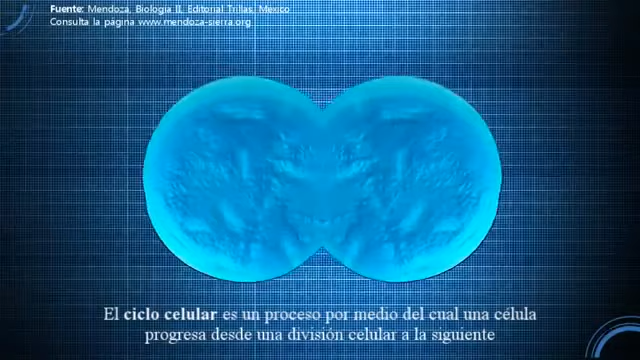 Fuente: Mendoza, Biología II, Editorial Trillas, Mexico
Consulta la página www.mendoza-sierra.org
El ciclo celular es un proceso por medio del cual una célula
progresa desde una división celular a la siguiente